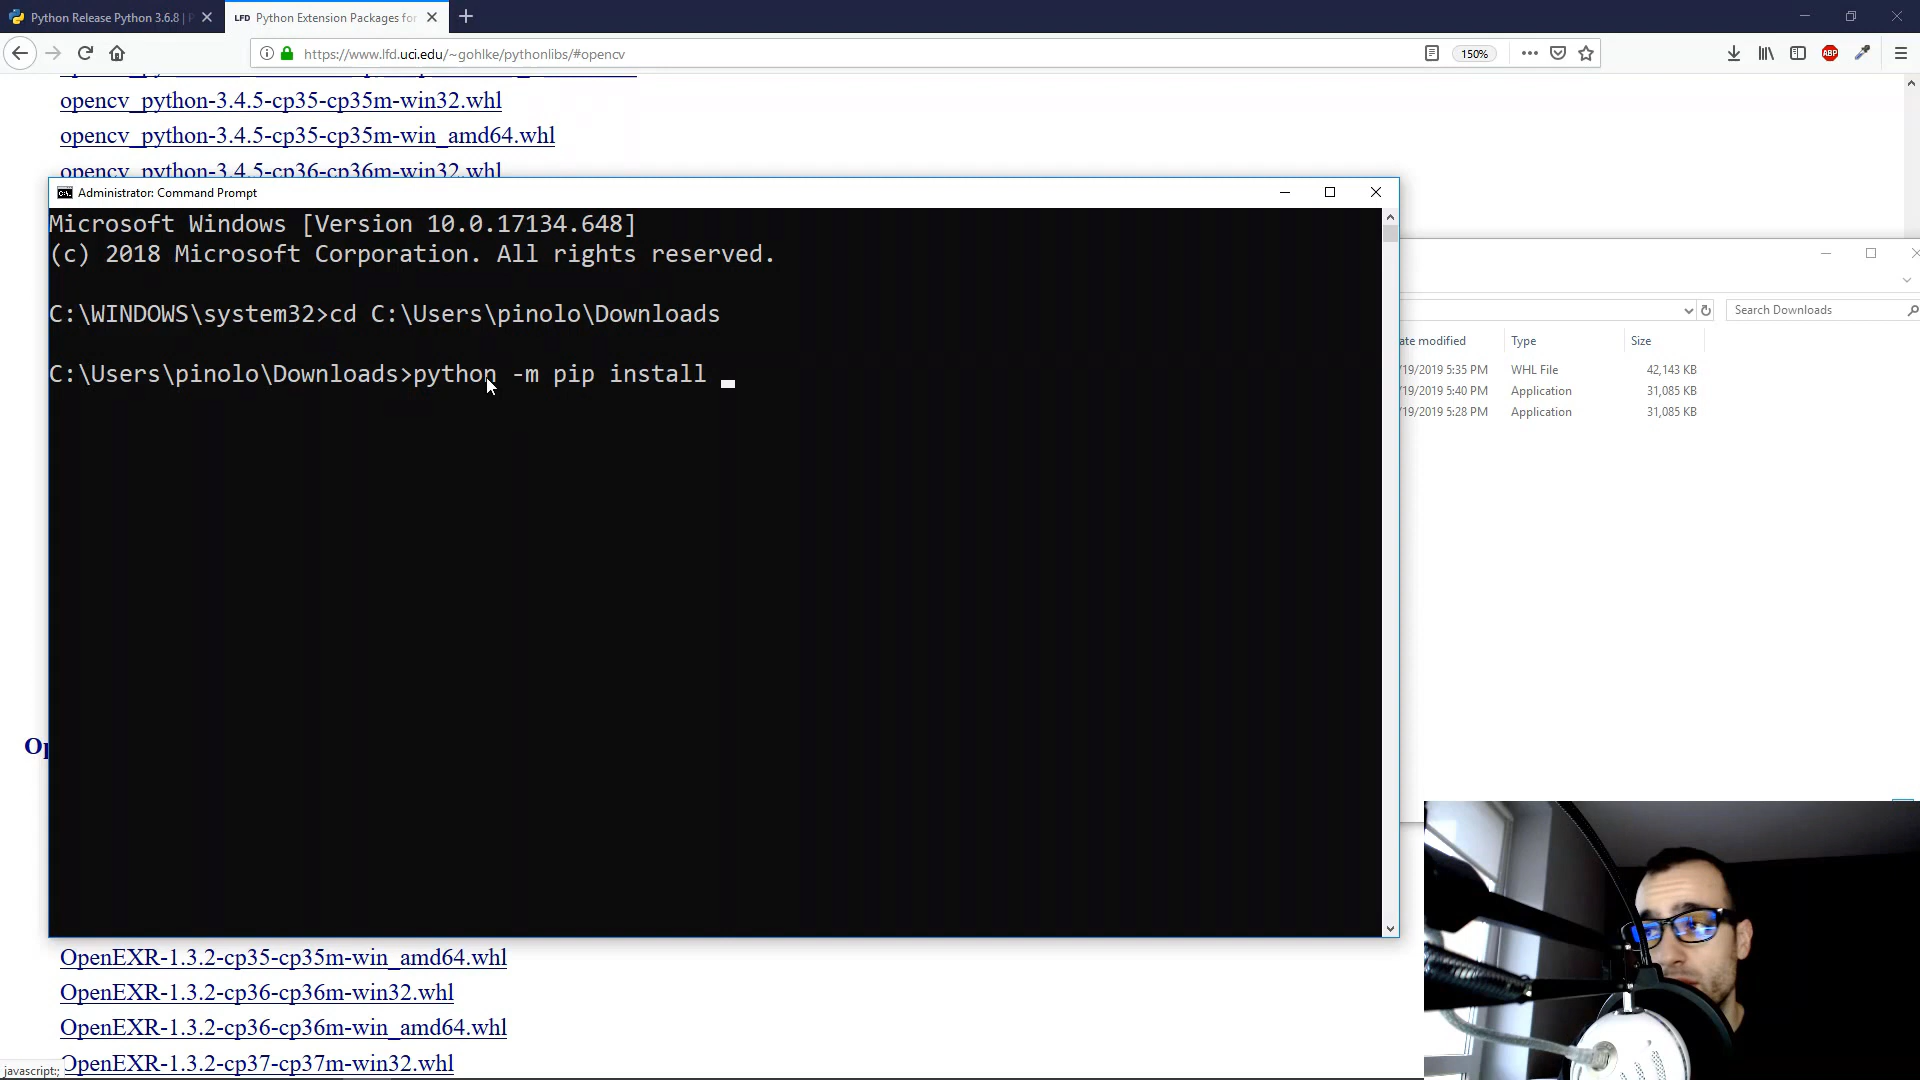 Python Release Python 3.6.8 |
LFD Python Extension Packages for
https://www.lfd.uci.edu/~gohlke/pythonlibs/#opencv
150%
ABP
opencv_python-3.4.5-cp35-cp35m-win32.whl
opencv_python-3.4.5-cp35-cp35m-win_amd64.whl
opencv_python-3.4.5-cp36-cp36m-win32.whl
Administrator: Command Prompt
Microsoft Windows [Version 10.0.17134.648]
(c) 2018 Microsoft Corporation. All rights reserved.
C:\WINDOWS\system32>cd C:\Users\pinolo\Downloads
C:\Users\pinolo\Downloads>python -m pip install
Search Downloads
ate modified Type Size
/19/2019 5:35 PM WHL File 42,143 KB
/19/2019 5:40 PM Application 31,085 KB
/19/2019 5:28 PM Application 31,085 KB
Op
OpenEXR-1.3.2-cp35-cp35m-win_amd64.whl
OpenEXR-1.3.2-cp36-cp36m-win32.whl
OpenEXR-1.3.2-cp36-cp36m-win_amd64.whl
OpenEXR-1.3.2-cp37-cp37m-win32.whl
javascript:;